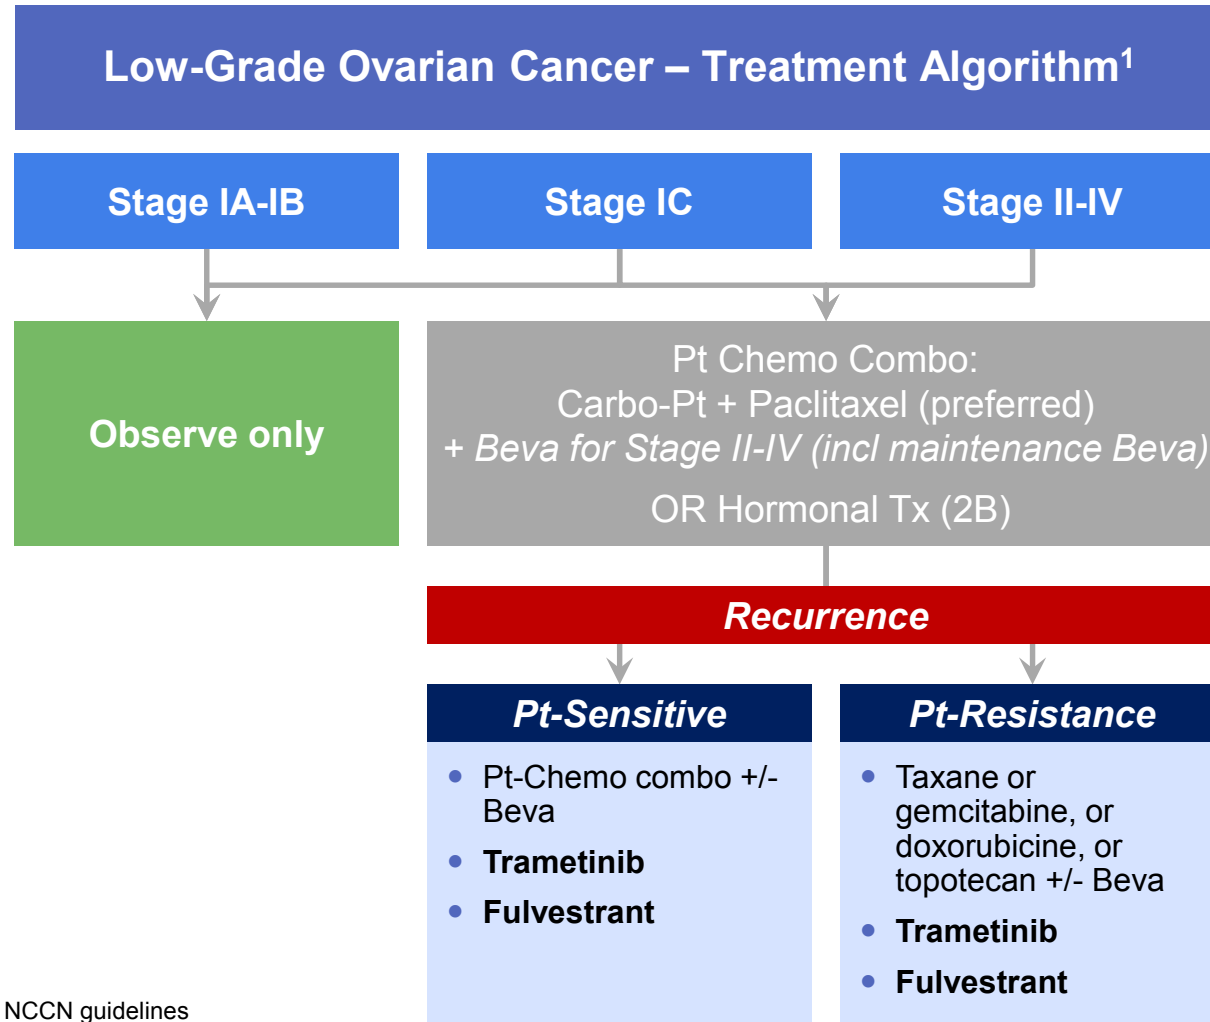 Low-Grade Ovarian Cancer – Treatment Algorithm¹
Stage IA-IB
Stage IC
Stage II-IV
Observe only
Pt Chemo Combo:
Carbo-Pt + Paclitaxel (preferred)
+ Beva for Stage II-IV (incl maintenance Beva)
OR Hormonal Tx (2B)
Recurrence
Pt-Sensitive
• Pt-Chemo combo +/-
Beva
• Trametinib
• Fulvestrant
Pt-Resistance
• Taxane or
gemcitabine, or
doxorubicine, or
topotecan +/- Beva
• Trametinib
• Fulvestrant
NCCN guidelines